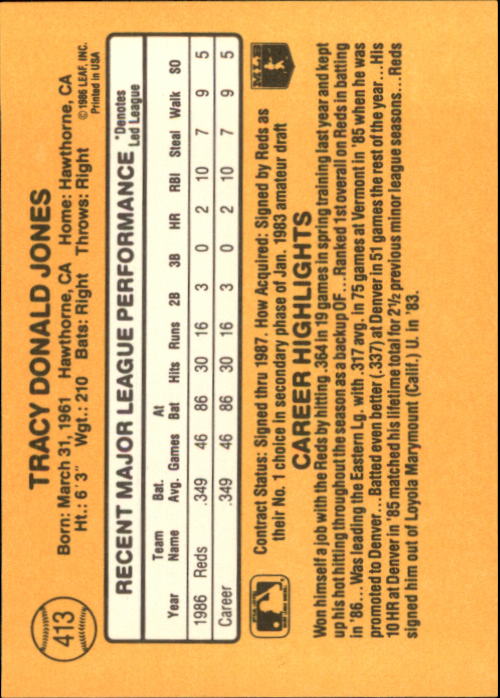 413
TRACY DONALD JONES
Born: March 31, 1961 Hawthorne, CA Home: Hawthorne, CA
Ht.: 6'3" Wgt.: 210 Bats: Right Throws: Right
© 1986 LEAF, INC.
Printed in USA
RECENT MAJOR LEAGUE PERFORMANCE
*Denotes
Led League
Year Team Name Bat. Avg. Games At Bat Hits Runs 2B 3B HR RBI Steal Walk SO
1986 Reds .349 46 86 30 16 3 0 2 10 7 9 5
Career .349 46 86 30 16 3 0 2 10 7 9 5
Contract Status: Signed thru 1987. How Acquired: Signed by Reds as
their No. 1 choice in secondary phase of Jan. 1983 amateur draft
MLB
CAREER HIGHLIGHTS
Won himself a job with the Reds by hitting .364 in 19 games in spring training last year and kept
up his hot hitting throughout the season as a backup OF...Ranked 1st overall on Reds in batting
in '86...Was leading the Eastern Lg. with .317 avg. in 75 games at Vermont in '85 when he was
promoted to Denver...Batted even better (.337) at Denver in 51 games the rest of the year...His
10 HR at Denver in '85 matched his lifetime total for 2½ previous minor league seasons...Reds
signed him out of Loyola Marymount (Calif.) U. in '83.